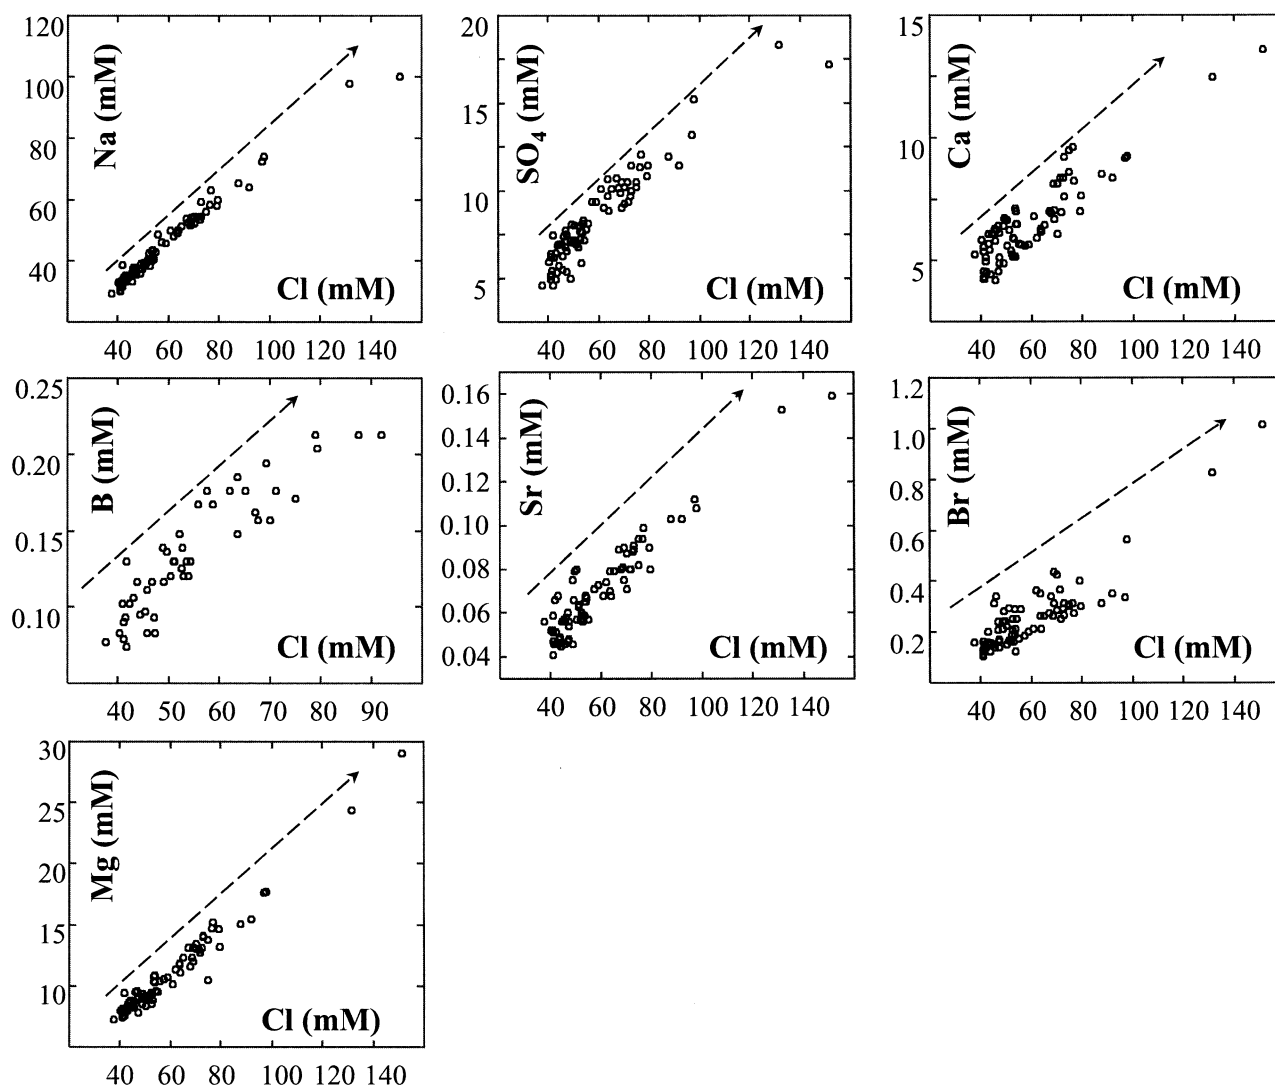 120
100
80
60
40
Na (mM)
Cl (mM)
40 60 80 100 120 140
20
15
10
5
SO4 (mM)
Cl (mM)
40 60 80 100 120 140
15
10
5
Ca (mM)
Cl (mM)
40 60 80 100 120 140
0.25
0.20
0.15
0.10
B (mM)
Cl (mM)
40 50 60 70 80 90
0.16
0.14
0.12
0.10
0.08
0.06
0.04
Sr (mM)
Cl (mM)
40 60 80 100 120 140
1.2
1.0
0.8
0.6
0.4
0.2
Br (mM)
Cl (mM)
40 60 80 100 120 140
30
25
20
15
10
Mg (mM)
Cl (mM)
40 60 80 100 120 140